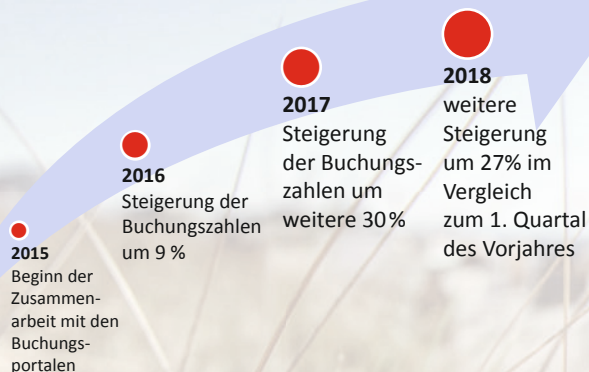 2015
Beginn der
Zusammen-
arbeit mit den
Buchungs-
portalen
2016
Steigerung der
Buchungszahlen
um 9 %
2017
Steigerung
der Buchungs-
zahlen um
weitere 30 %
2018
weitere
Steigerung
um 27% im
Vergleich
zum 1. Quartal
des Vorjahres